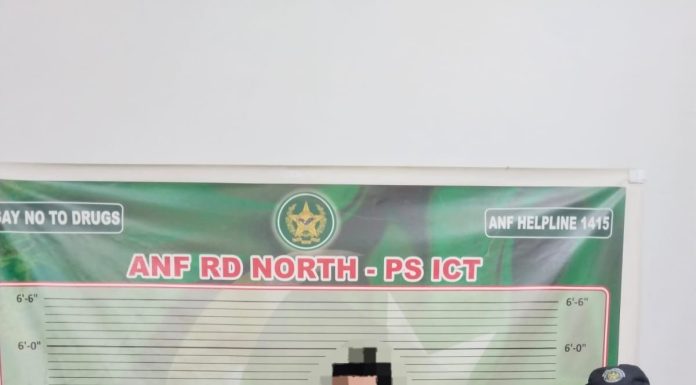 SAY NO TO DRUGS
ANF HELPLINE 1415
ANF RD NORTH - PS ICT
6'-6" 6'-6"
6'-0" 6'-0"